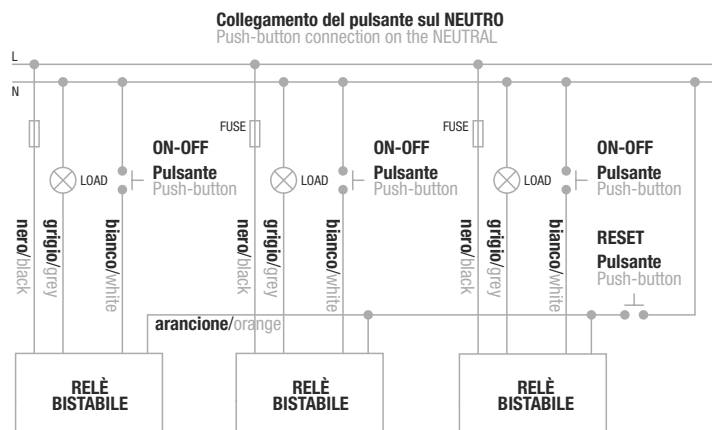 Collegamento del pulsante sul NEUTRO
Push-button connection on the NEUTRAL
L
N
FUSE
FUSE
ON-OFF
Pulsante
Push-button
ON-OFF
Pulsante
Push-button
ON-OFF
Pulsante
Push-button
LOAD
LOAD
LOAD
nero/black
grigio/grey
bianco/white
nero/black
grigio/grey
bianco/white
nero/black
grigio/grey
bianco/white
RESET
Pulsante
Push-button
arancione/orange
RELÈ
BISTABILE
RELÈ
BISTABILE
RELÈ
BISTABILE